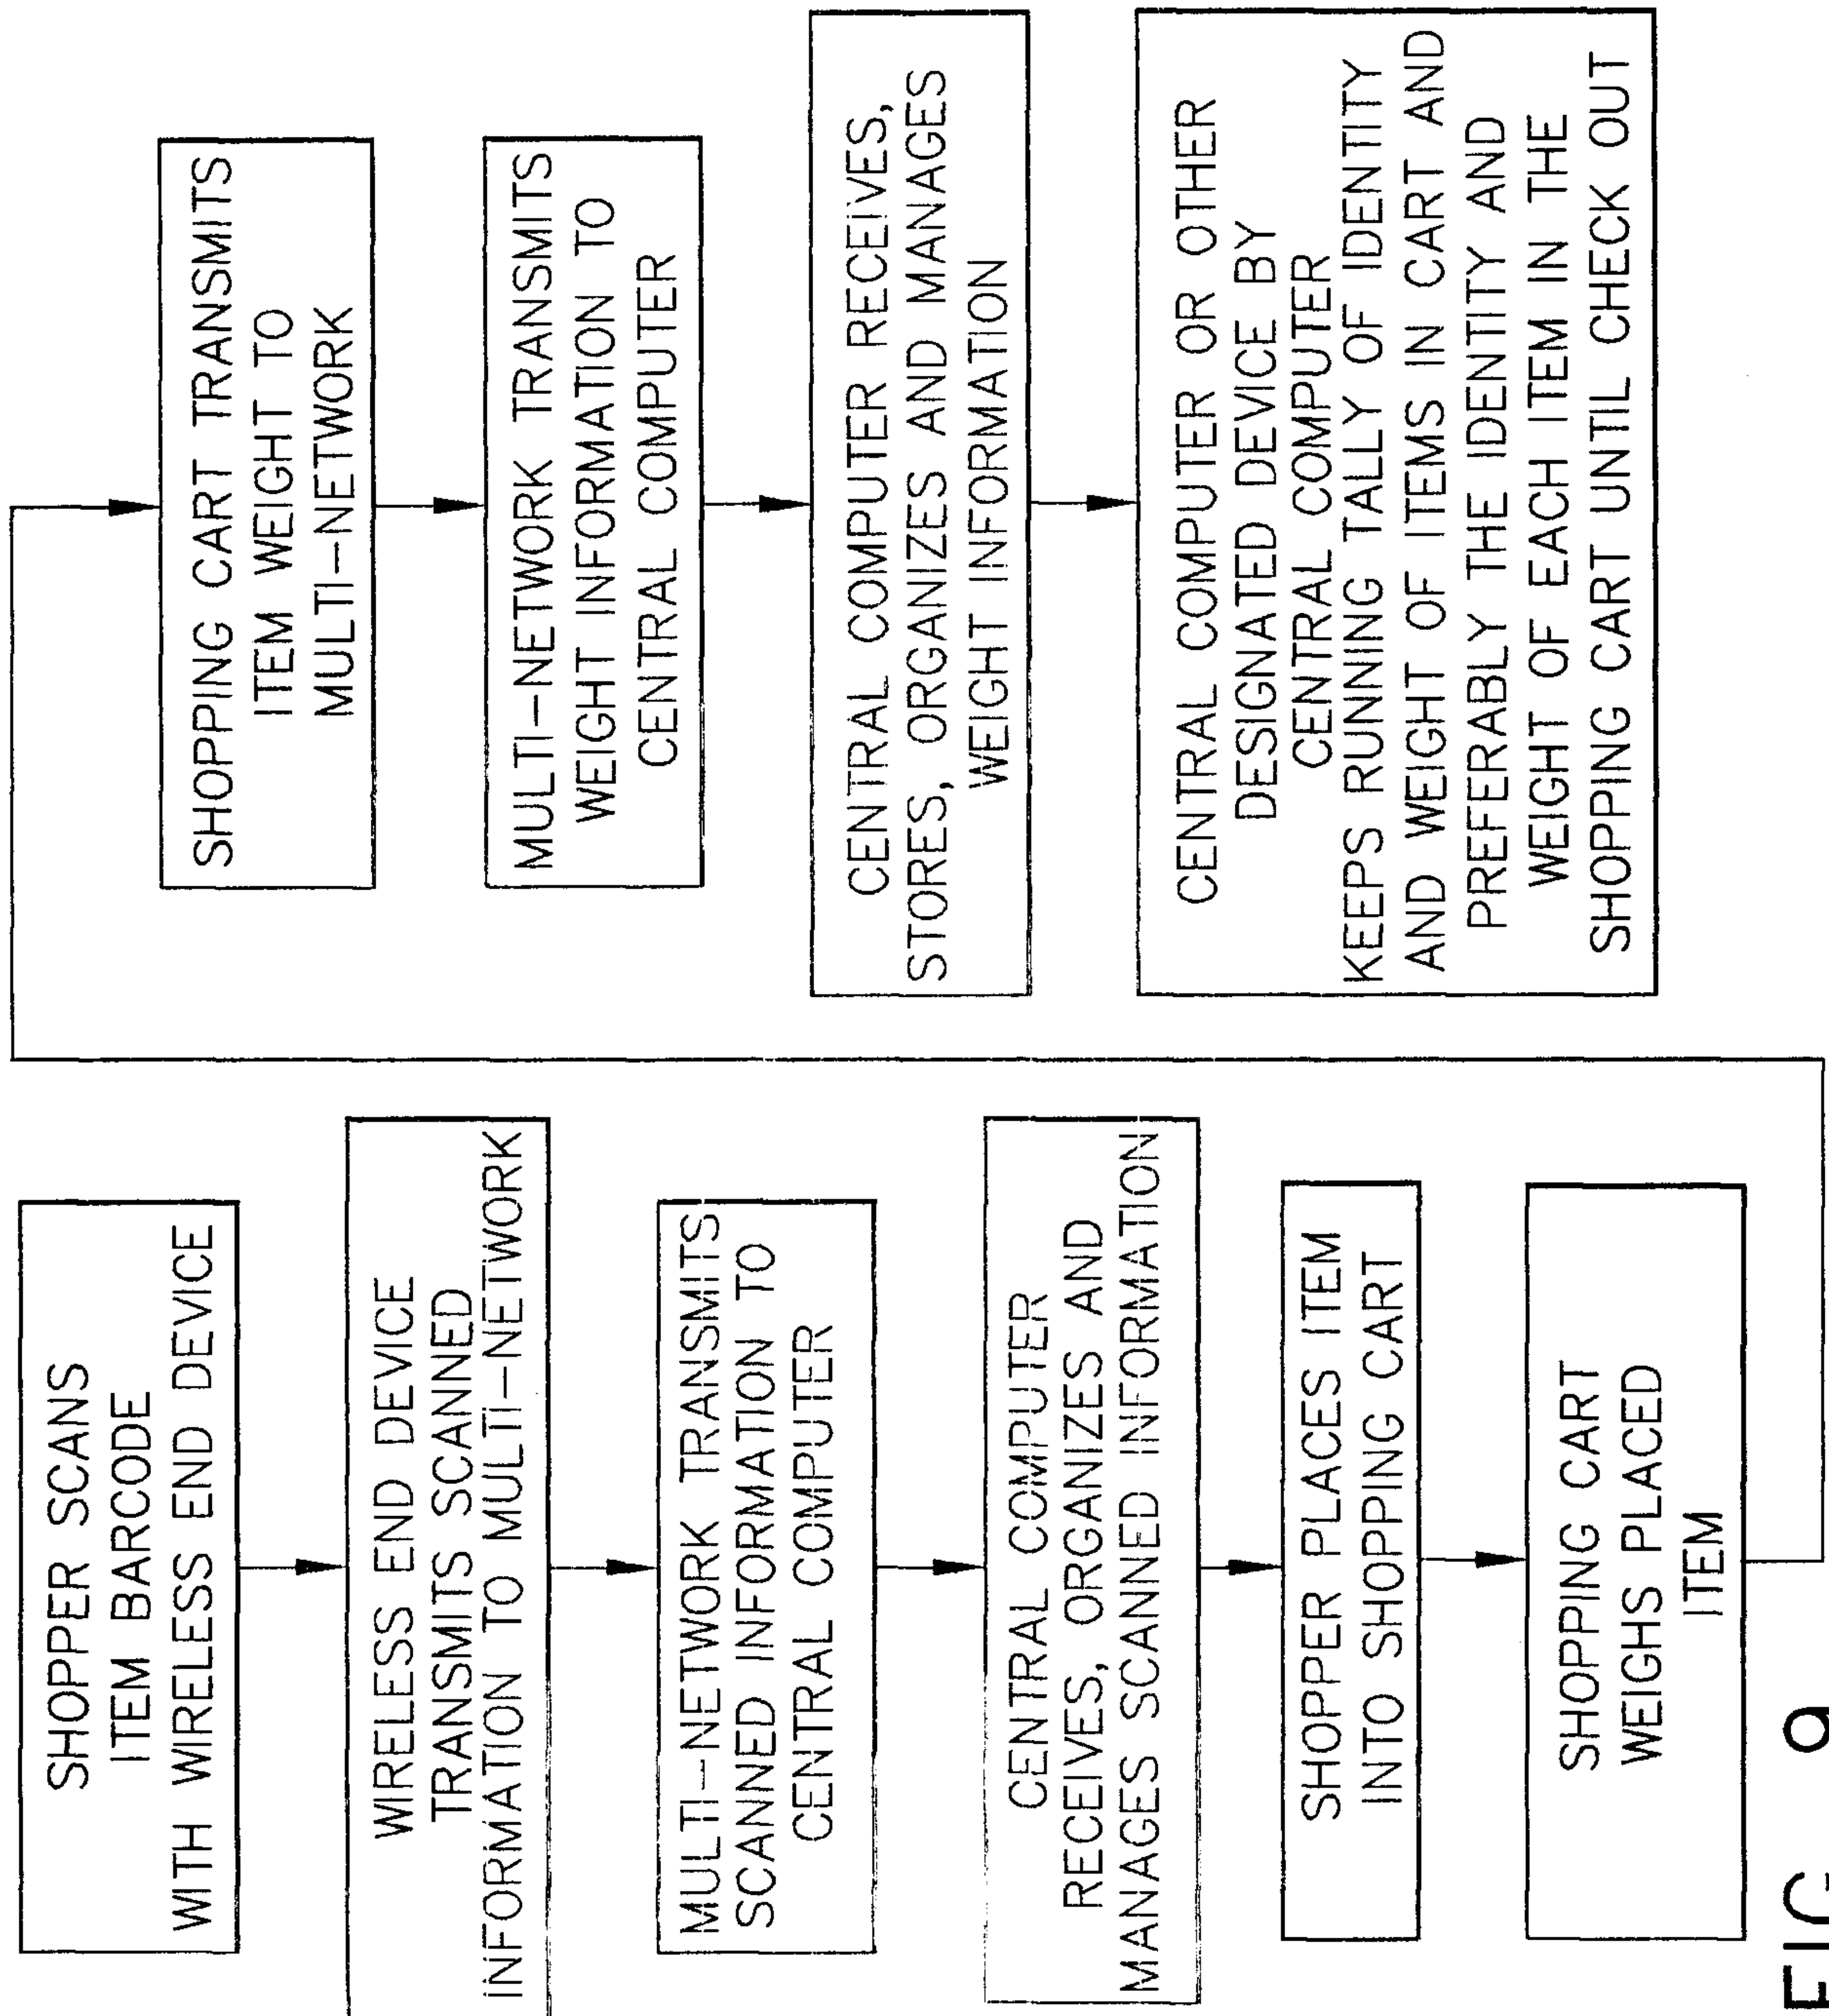 SHOPPER SCANS
ITEM BARCODE
WITH WIRELESS END DEVICE
WIRELESS END DEVICE
TRANSMITS SCANNED
INFORMATION TO MULTI-NETWORK
MULTI-NETWORK TRANSMITS
SCANNED INFORMATION TO
CENTRAL COMPUTER
CENTRAL COMPUTER
RECEIVES, ORGANIZES AND
MANAGES SCANNED INFORMATION
SHOPPER PLACES ITEM
INTO SHOPPING CART
SHOPPING CART
WEIGHS PLACED
ITEM
SHOPPING CART TRANSMITS
ITEM WEIGHT TO
MULTI-NETWORK
MULTI-NETWORK TRANSMITS
WEIGHT INFORMATION TO
CENTRAL COMPUTER
CENTRAL COMPUTER RECEIVES,
STORES, ORGANIZES AND MANAGES
WEIGHT INFORMATION
CENTRAL COMPUTER OR OTHER
DESIGNATED DEVICE BY
CENTRAL COMPUTER
KEEPS RUNNING TALLY OF IDENTITY
AND WEIGHT OF ITEMS IN CART AND
PREFERABLY THE IDENTITY AND
WEIGHT OF EACH ITEM IN THE
SHOPPING CART UNTIL CHECK OUT
FIG. 9